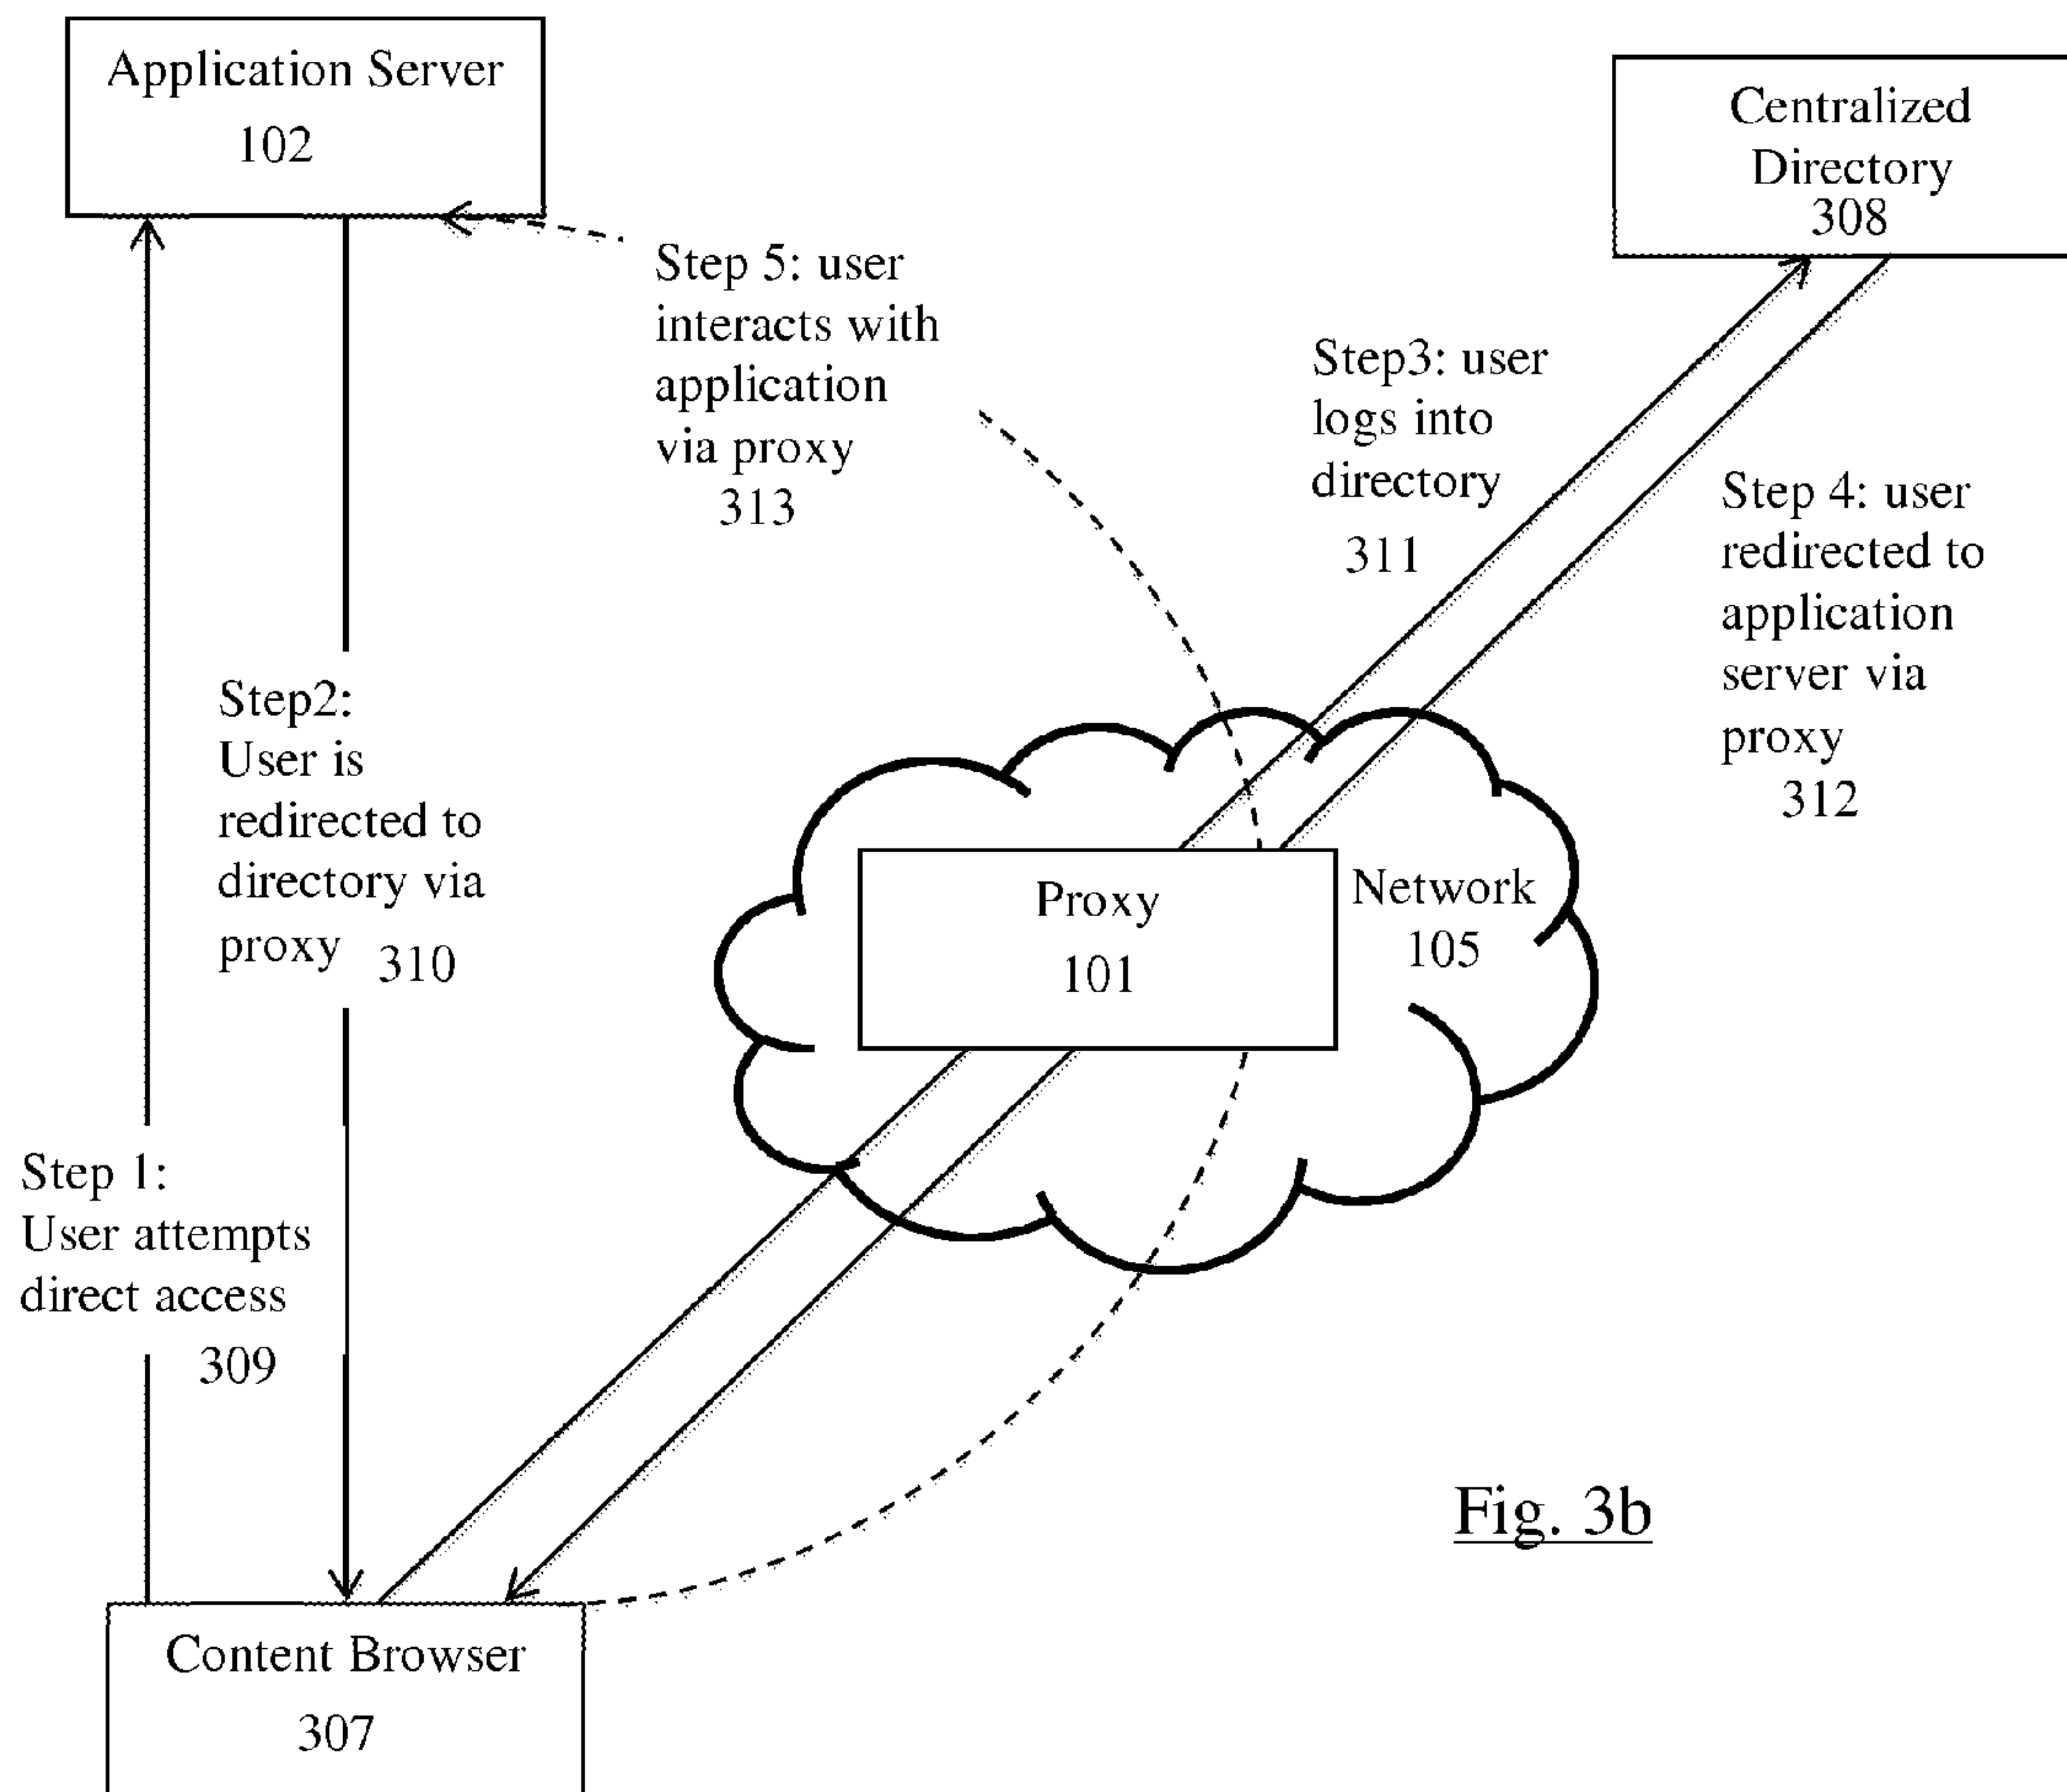 Application Server
102
Centralized
Directory
308
Step 5: user
interacts with
application
via proxy
313
Step3: user
logs into
directory
311
Step 4: user
redirected to
application
server via
proxy
312
Step2:
User is
redirected to
directory via
proxy 310
Proxy
101
Network
105
Step 1:
User attempts
direct access
309
Fig. 3b
Content Browser
307